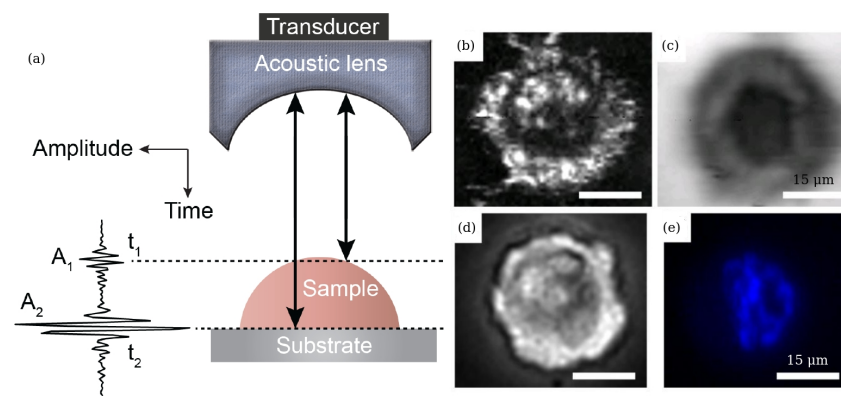 (a)
Transducer
Acoustic lens
Amplitude
Time
A1
t1
A2
t2
Sample
Substrate
(b)
(c)
15 µm
(d)
(e)
15 µm